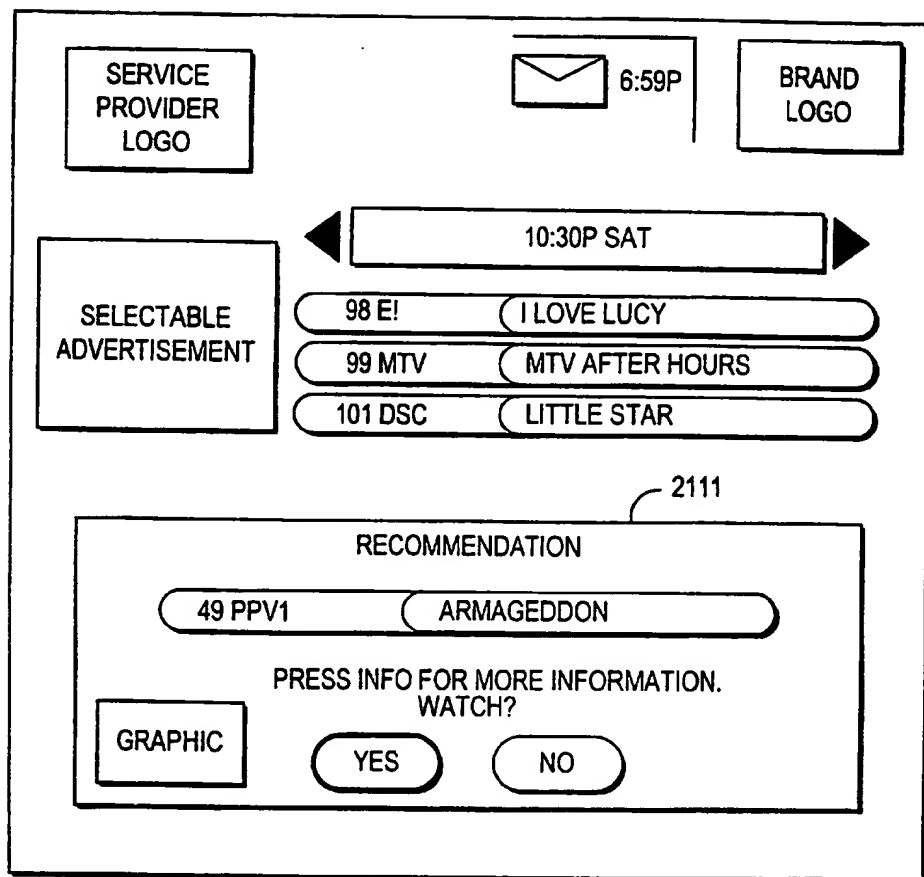 SERVICE
PROVIDER
LOGO
6:59P
BRAND
LOGO
10:30P SAT
SELECTABLE
ADVERTISEMENT
98 E! I LOVE LUCY
99 MTV MTV AFTER HOURS
101 DSC LITTLE STAR
2111
RECOMMENDATION
49 PPV1 ARMAGEDDON
PRESS INFO FOR MORE INFORMATION.
WATCH?
GRAPHIC
YES NO